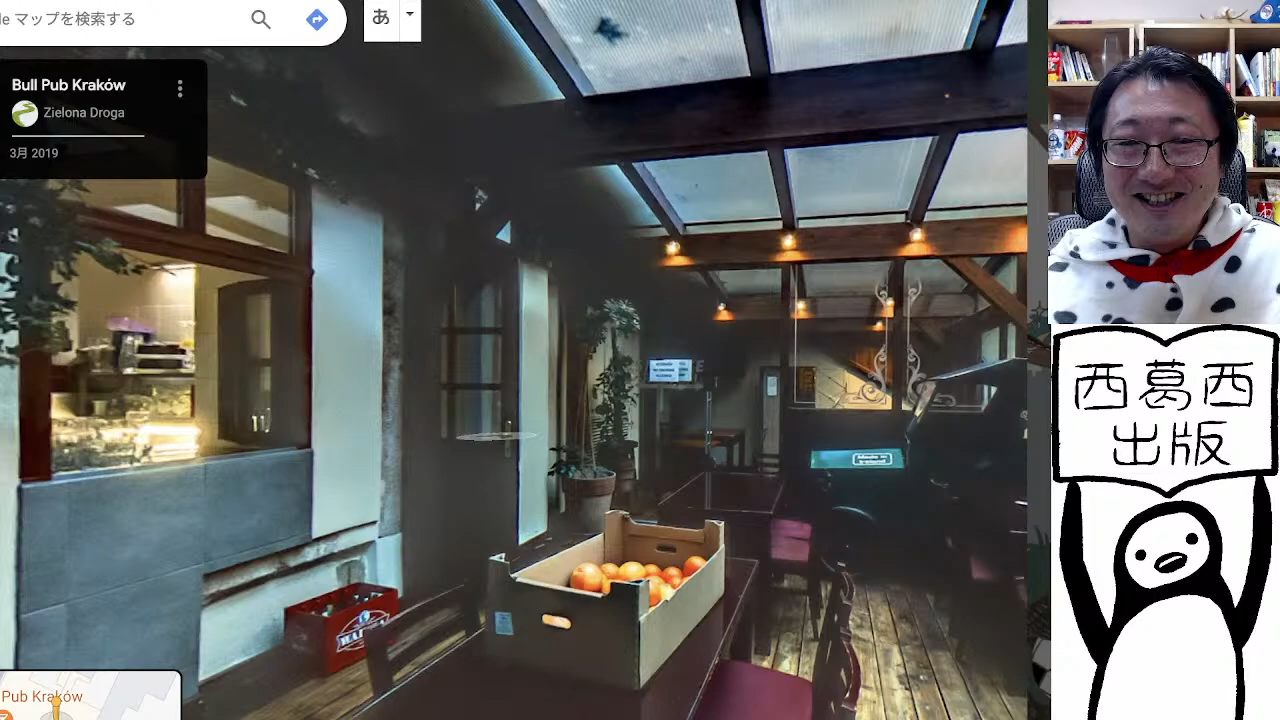 le マップを検索する
あ
Bull Pub Kraków
Zielona Droga
3月 2019
Pub Kraków
西葛西
出版